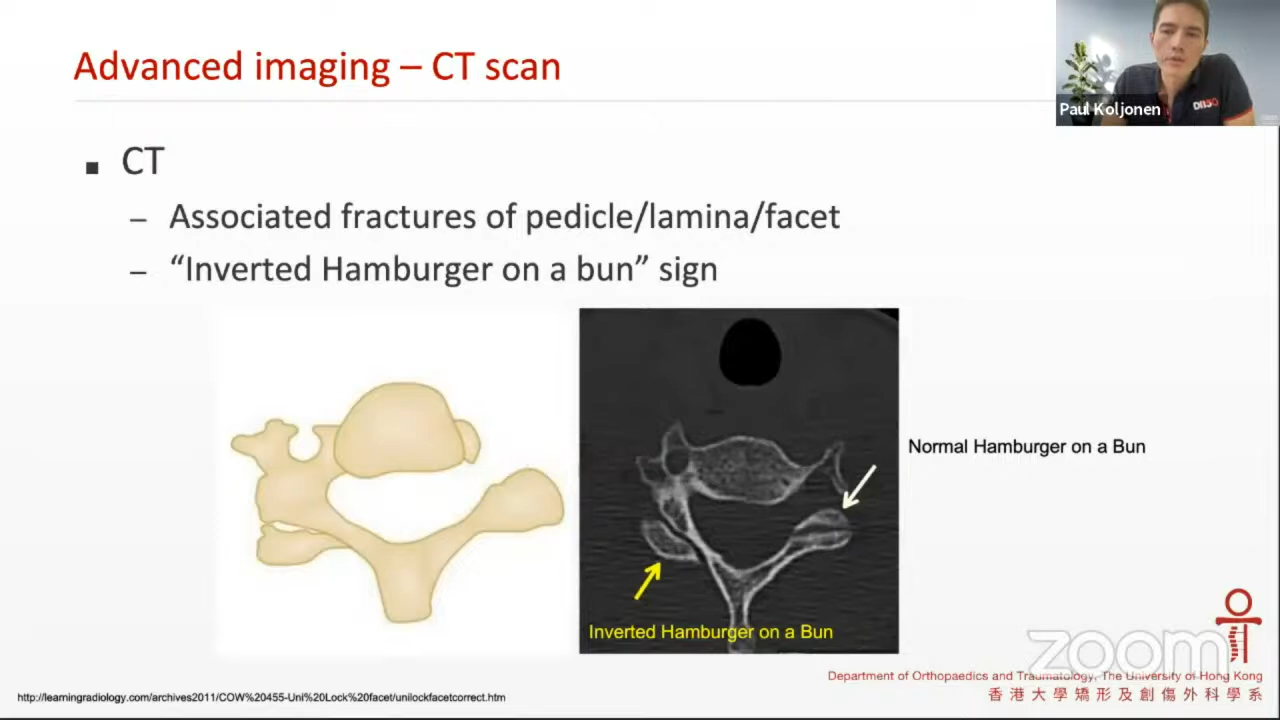 Advanced imaging – CT scan
Paul Koljonen
▪ CT
– Associated fractures of pedicle/lamina/facet
– “Inverted Hamburger on a bun” sign
Normal Hamburger on a Bun
Inverted Hamburger on a Bun
zoom
Department of Orthopaedics and Traumatology, The University of Hong Kong
香港大學矯形及創傷外科學系
http://learningradiology.com/archives2011/COW%20455-Uni%20Lock%20facet/unilockfacetcorrect.htm